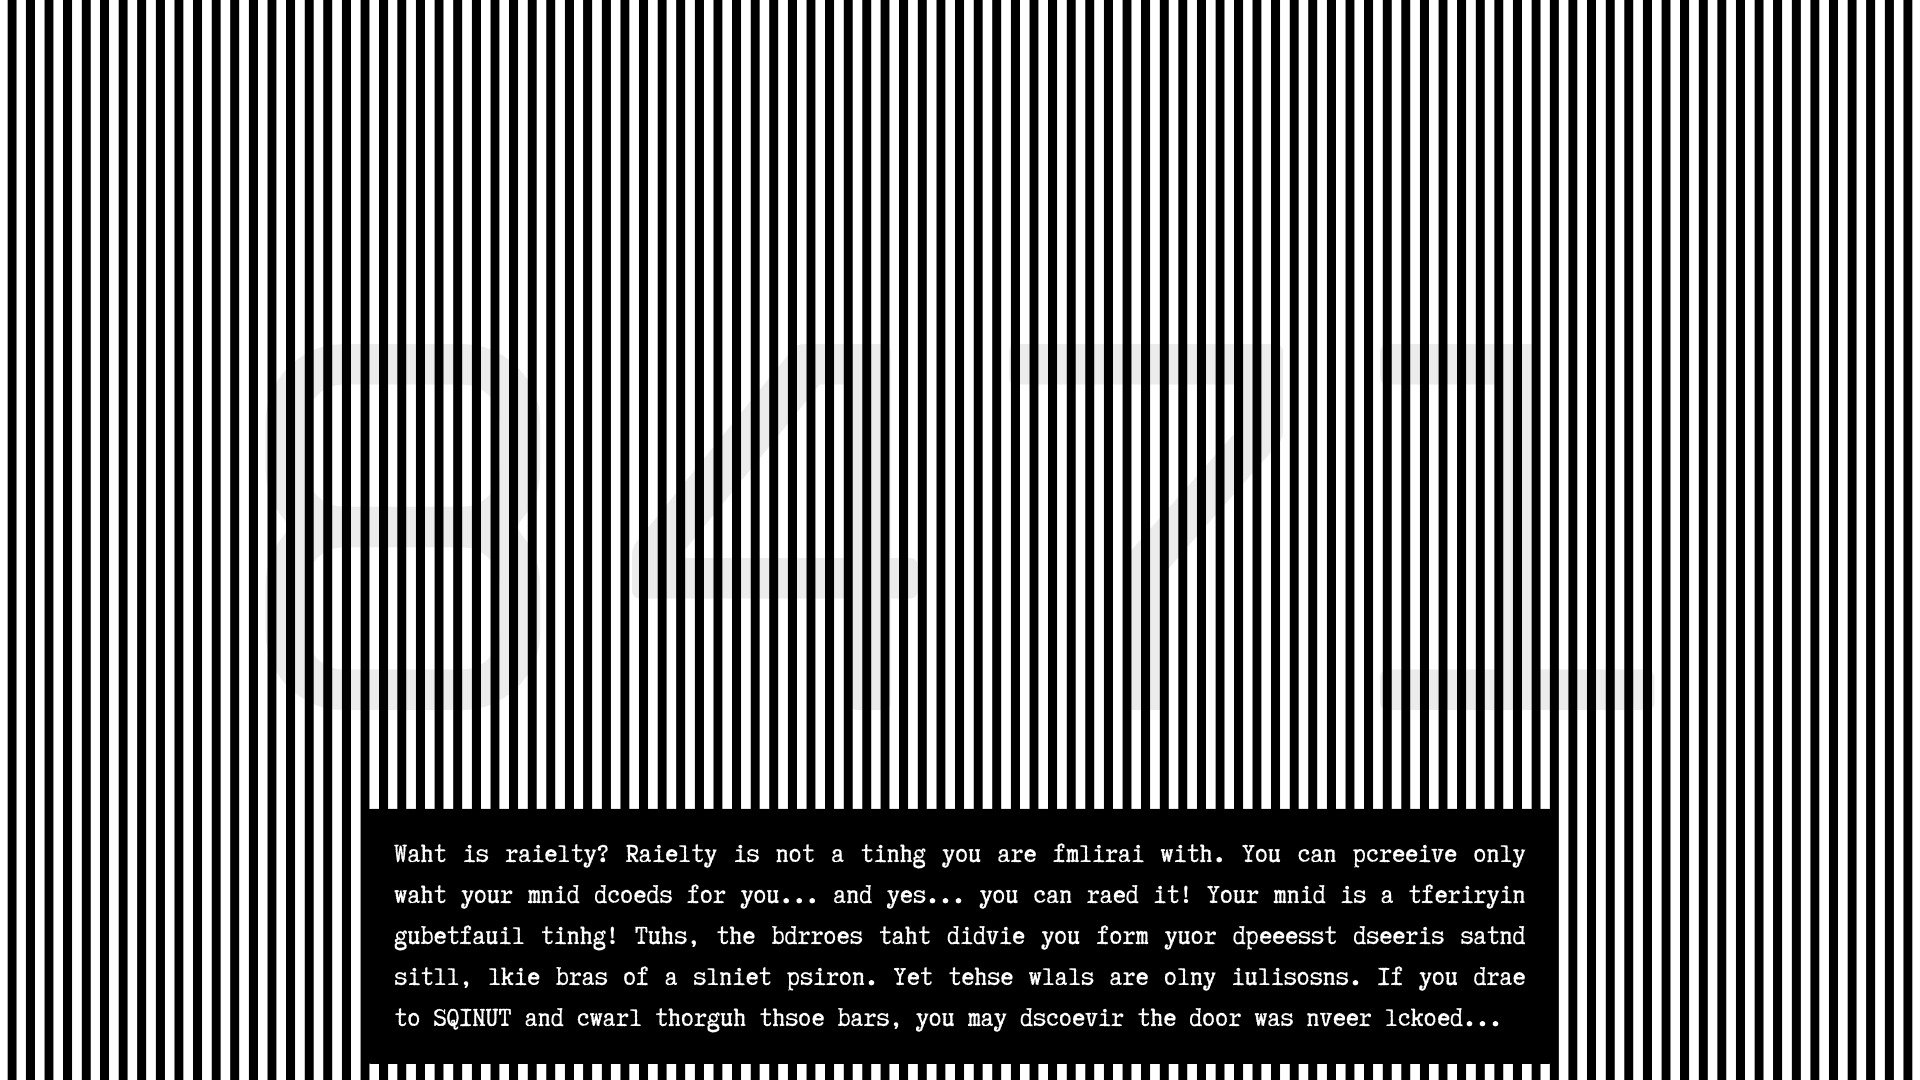 8471
Waht is raielty? Raielty is not a tinhg you are fmlirai with. You can pcreeive only
waht your mnid dcoeds for you... and yes... you can raed it! Your mnid is a tferiryin
gubetfauil tinhg! Tuhs, the bdrroes taht didvie you form yuor dpeeesst dseeris satnd
sitll, lkie bras of a slniet psiron. Yet tehse wlals are olny iulisosns. If you drae
to SQINUT and cwarl thorguh thsoe bars, you may dscoevir the door was nveer lckoed...